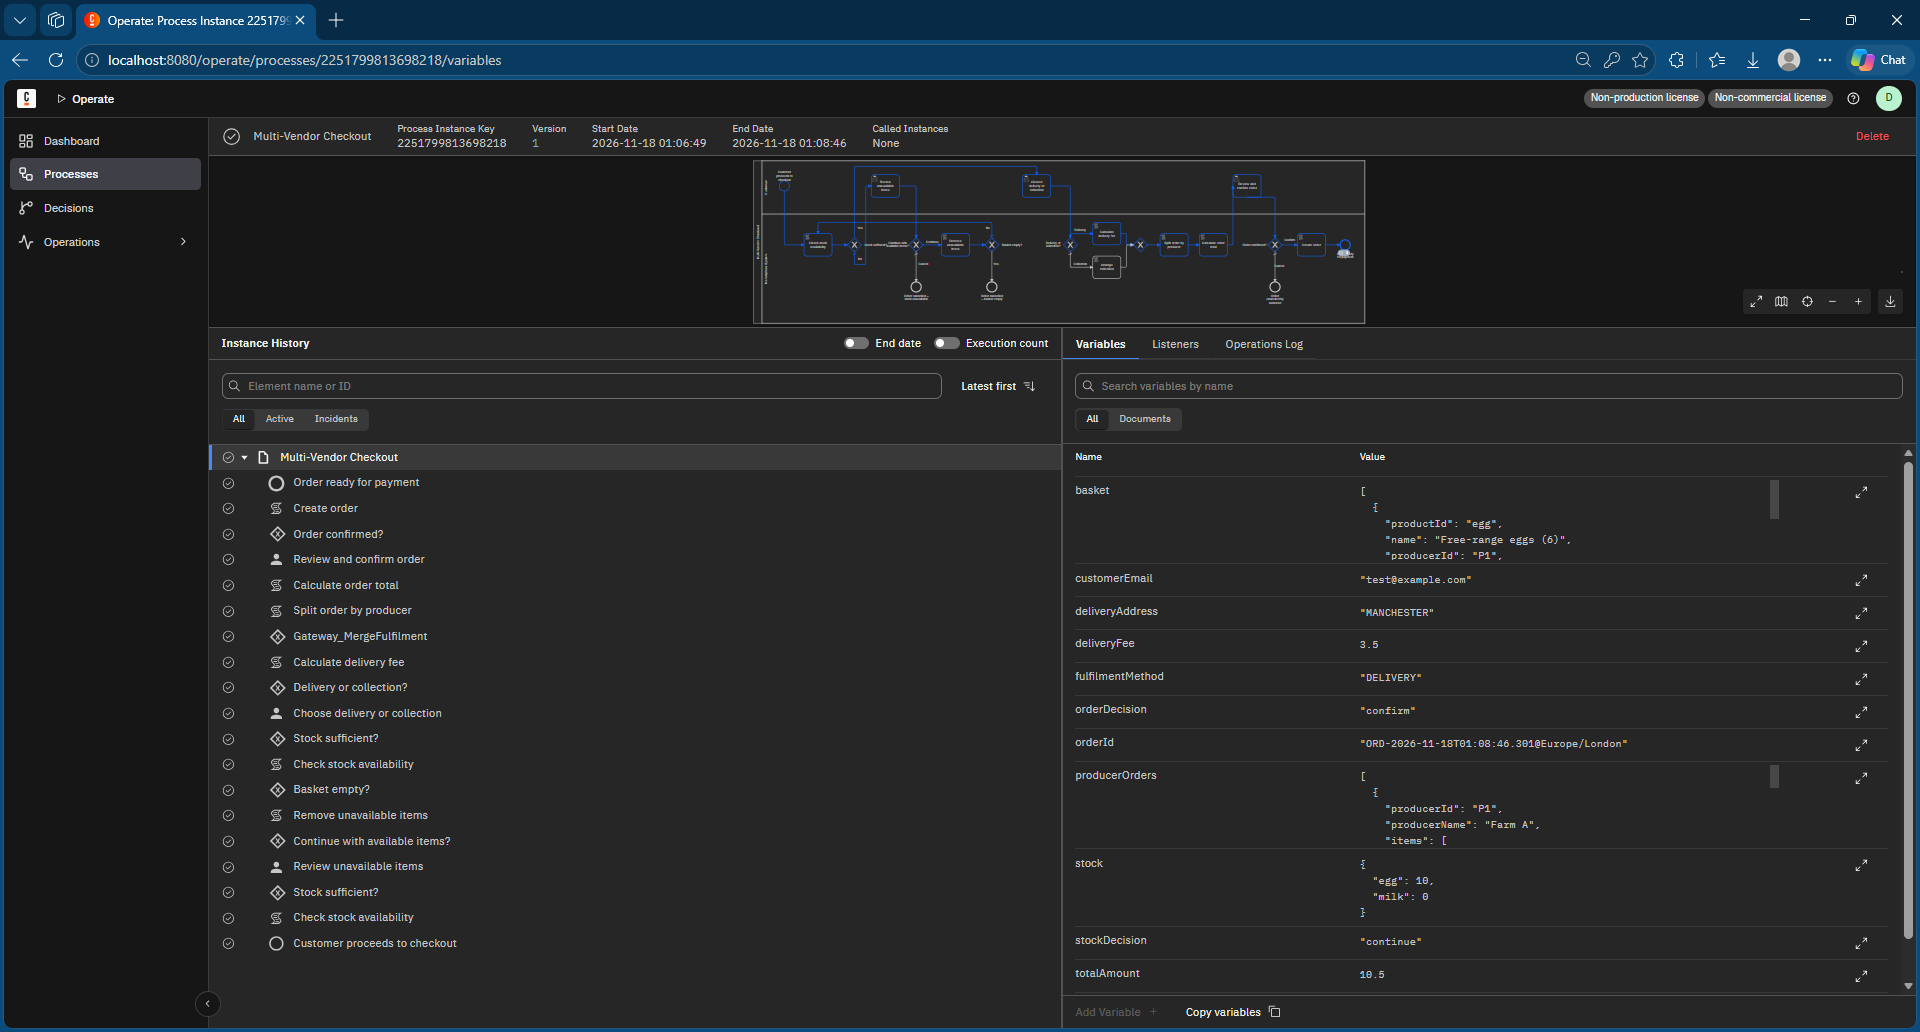 Operate: Process Instance 225179
localhost:8080/operate/processes/2251799813698218/variables
Chat
Operate
Non-production license
Non-commercial license
D
Dashboard
Processes
Decisions
Operations
Multi-Vendor Checkout
Process Instance Key
2251799813698218
Version
1
Start Date
2026-11-18 01:06:49
End Date
2026-11-18 01:08:46
Called Instances
None
Delete
Instance History
End date
Execution count
Element name or ID
Latest first
All
Active
Incidents
Multi-Vendor Checkout
Order ready for payment
Create order
Order confirmed?
Review and confirm order
Calculate order total
Split order by producer
Gateway_MergeFulfilment
Calculate delivery fee
Delivery or collection?
Choose delivery or collection
Stock sufficient?
Check stock availability
Basket empty?
Remove unavailable items
Continue with available items?
Review unavailable items
Stock sufficient?
Check stock availability
Customer proceeds to checkout
Variables
Listeners
Operations Log
Search variables by name
All
Documents
Name
Value
basket
[
{
"productId": "egg",
"name": "Free-range eggs (6)",
"producerId": "P1",
customerEmail
"test@example.com"
deliveryAddress
"MANCHESTER"
deliveryFee
3.5
fulfilmentMethod
"DELIVERY"
orderDecision
"confirm"
orderId
"ORD-2026-11-18T01:08:46.301@Europe/London"
producerOrders
[
{
"producerId": "P1",
"producerName": "Farm A",
"items": [
stock
{
"egg": 10,
"milk": 0
}
stockDecision
"continue"
totalAmount
10.5
Add Variable +
Copy variables